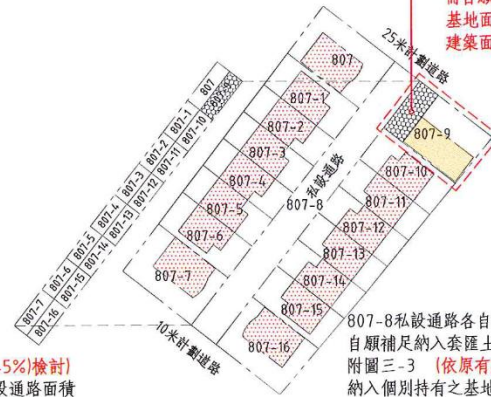 基地面
建築面
25米計劃道路
807
807-1
807-2
807-3
807-4
807-5
807-6
807-7
807-8
私設通路
807-9
807-10
807-11
807-12
807-13
807-14
807-15
807-16
10米計劃道路
807
807-1
807-2
807-3
807-4
807-5
807-6
807-7
807-10
807-11
807-12
807-13
807-14
807-15
807-16
5%)檢討)
設通路面積
807-8私設通路各自
自願補足納入套匯土
附圖三-3 (依原有
納入個別持有之基地